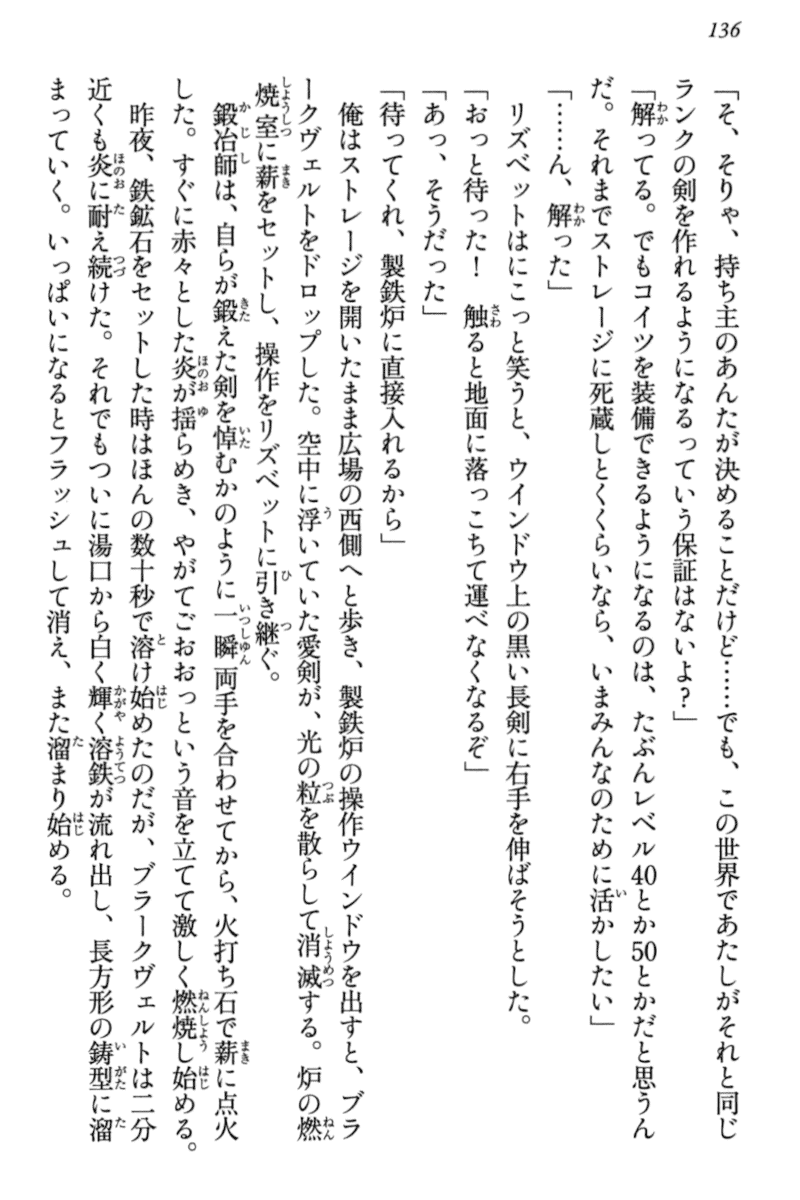 136
「そ、そりゃ、持ち主のあんたが決めることだけど……でも、この世界であたしがそれと同じ
ランクの剣を作れるようになるっていう保証はないよ？」
「解ってる。でもコイツを装備できるようになるのは、たぶんレベル40とか50とかだと思うん
だ。それまでストレージに死蔵しとくくらいなら、いまみんなのために活かしたい」
「……ん、解った」
リズベットはにこっと笑うと、ウインドウ上の黒い長剣に右手を伸ばそうとした。
「おっと待った！　触ると地面に落っこちて運べなくなるぞ」
「あっ、そうだった」
「待ってくれ、製鉄炉に直接入れるから」
俺はストレージを開いたまま広場の西側へと歩き、製鉄炉の操作ウインドウを出すと、ブラ
ークヴェルトをドロップした。空中に浮いていた愛剣が、光の粒を散らして消滅する。炉の燃
焼室に薪をセットし、操作をリズベットに引き継ぐ。
鍛冶師は、自らが鍛えた剣を悼むかのように一瞬両手を合わせてから、火打ち石で薪に点火
した。すぐに赤々とした炎が揺らめき、やがてごおおっという音を立てて激しく燃焼し始める。
昨夜、鉄鉱石をセットした時はほんの数十秒で溶け始めたのだが、ブラークヴェルトは二分
近くも炎に耐え続けた。それでもついに湯口から白く輝く溶鉄が流れ出し、長方形の鋳型に溜
まっていく。いっぱいになるとフラッシュして消え、また溜まり始める。